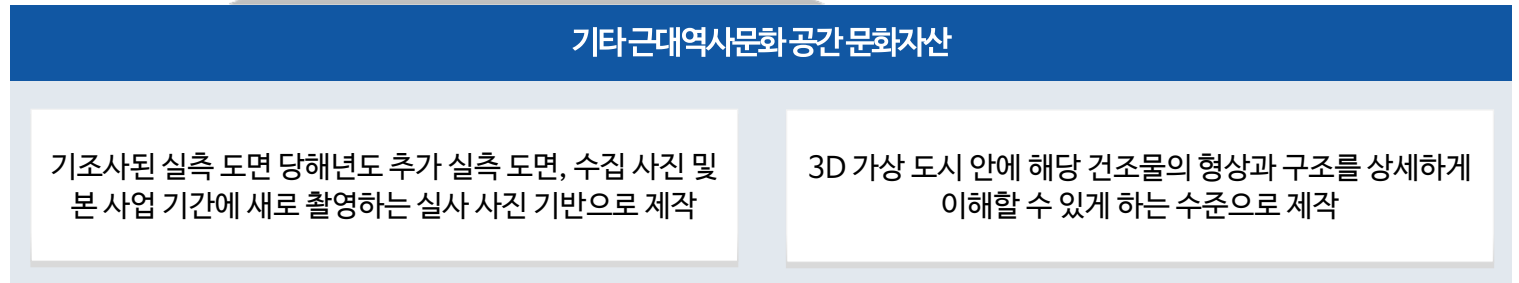 기타 근대역사문화 공간 문화자산
기조사된 실측 도면 당해년도 추가 실측 도면, 수집 사진 및
본 사업 기간에 새로 촬영하는 실사 사진 기반으로 제작
3D 가상 도시 안에 해당 건조물의 형상과 구조를 상세하게
이해할 수 있게 하는 수준으로 제작